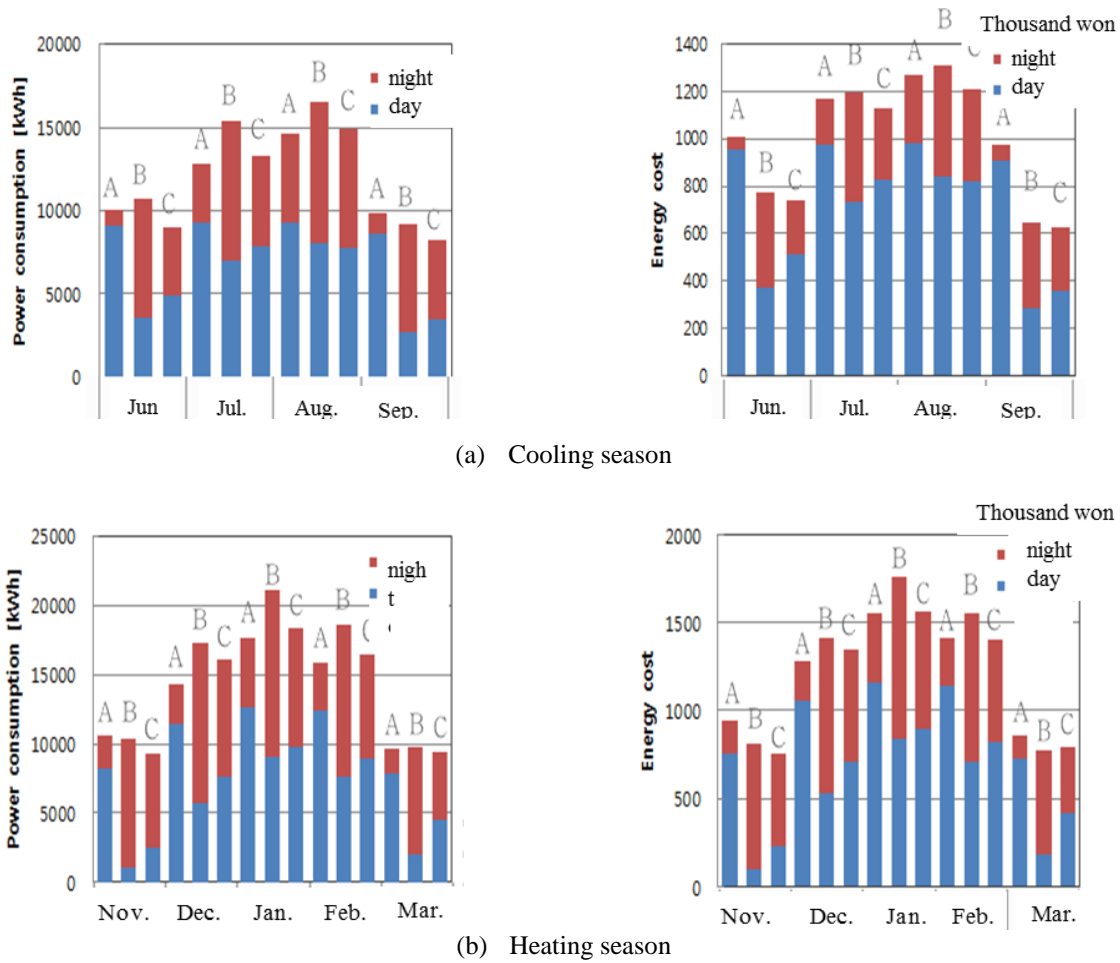 20000
15000
10000
5000
0
Power consumption [kWh]
night
day
A
B
C
A
B
C
A
B
C
A
B
C
Jun
Jul.
Aug.
Sep.
Thousand won
1400
1200
1000
800
600
400
200
0
Energy cost
night
day
A
B
C
A
B
C
A
B
A
B
C
Jun.
Jul.
Aug.
Sep.
(a) Cooling season
25000
20000
15000
10000
5000
0
Power consumption [kWh]
nigh
t
A
B
C
A
B
C
A
B
C
A
B
A
B
C
Nov.
Dec.
Jan.
Feb.
Mar.
Thousand won
2000
1500
1000
500
0
Energy cost
night
day
A
B
C
A
B
C
A
B
C
A
B
C
A
B
C
Nov.
Dec.
Jan.
Feb.
Mar.
(b) Heating season